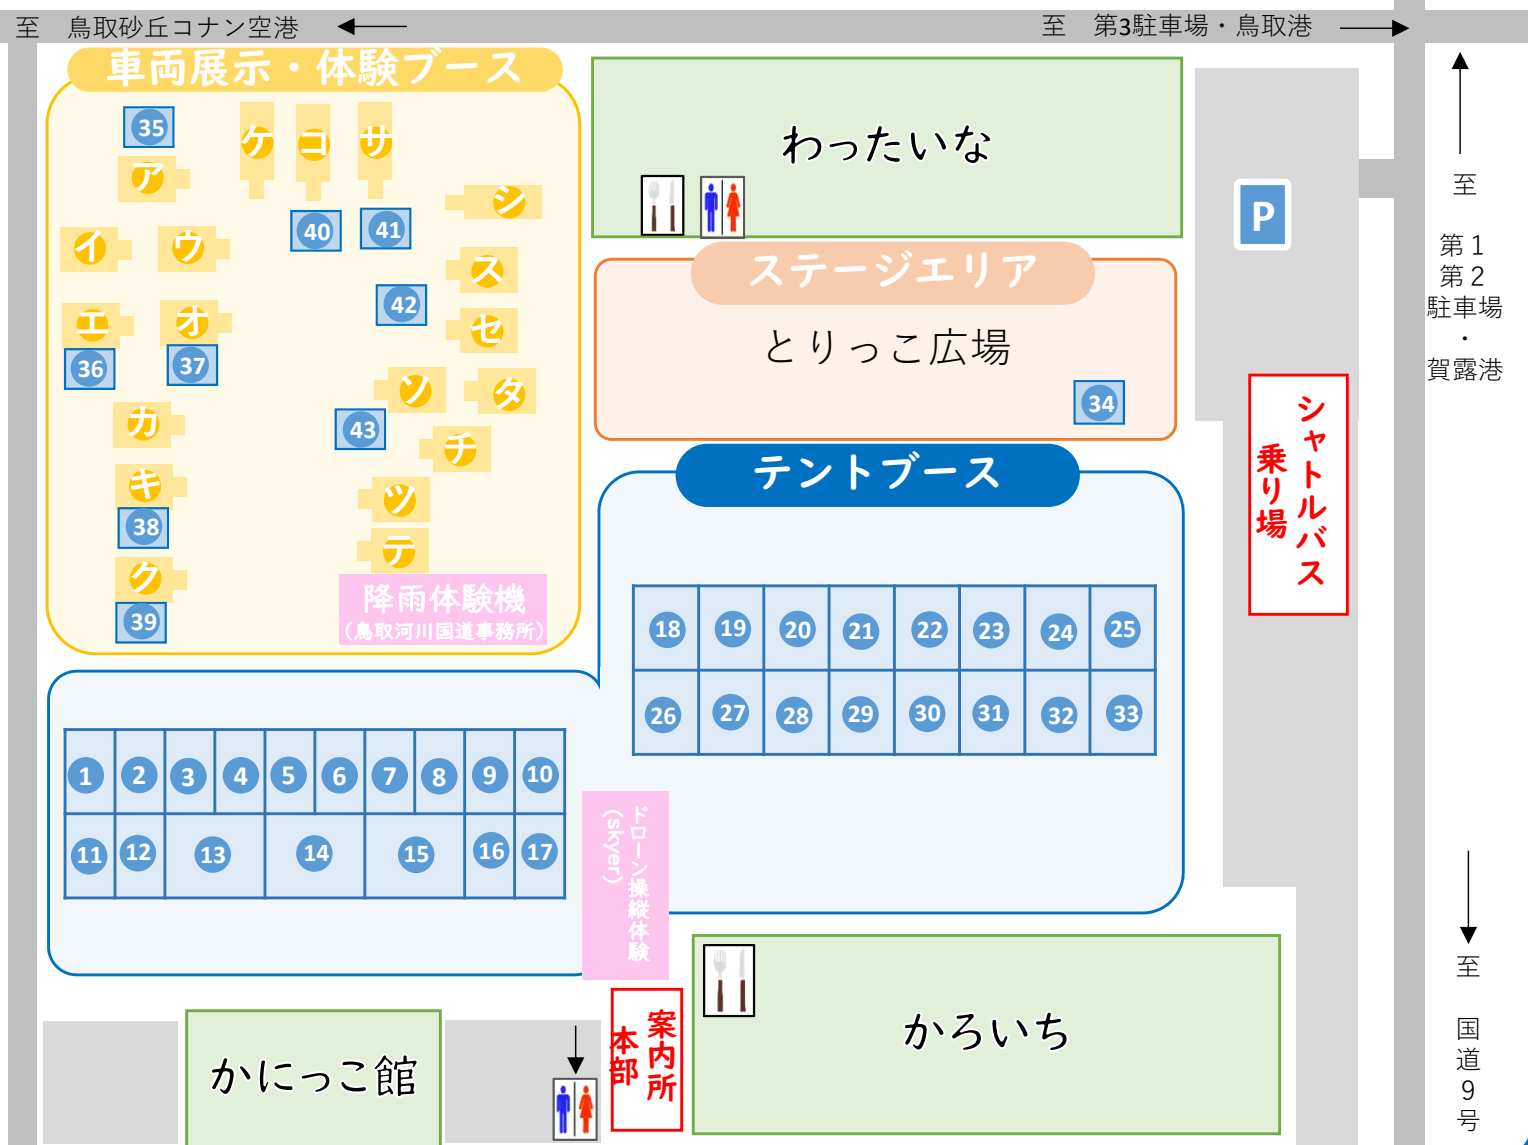 至 鳥取砂丘コナン空港
至 第3駐車場・鳥取港
車両展示・体験ブース
35
ア
ケ
コ
サ
シ
イ
ウ
40
41
ス
エ
オ
42
セ
36
37
ソ
タ
カ
43
チ
キ
38
ツ
テ
ク
39
降雨体験機
(鳥取河川国道事務所)
わったいな
P
至
第1
第2
駐車場
・
賀露港
ステージエリア
とりっこ広場
34
シャトルバス
乗り場
テントブース
18 19 20 21 22 23 24 25
26 27 28 29 30 31 32 33
1 2 3 4 5 6 7 8 9 10
11 12 13 14 15 16 17
ドローン操縦体験
(skyer)
案内所
本部
かろいち
かにっこ館
至 国道9号